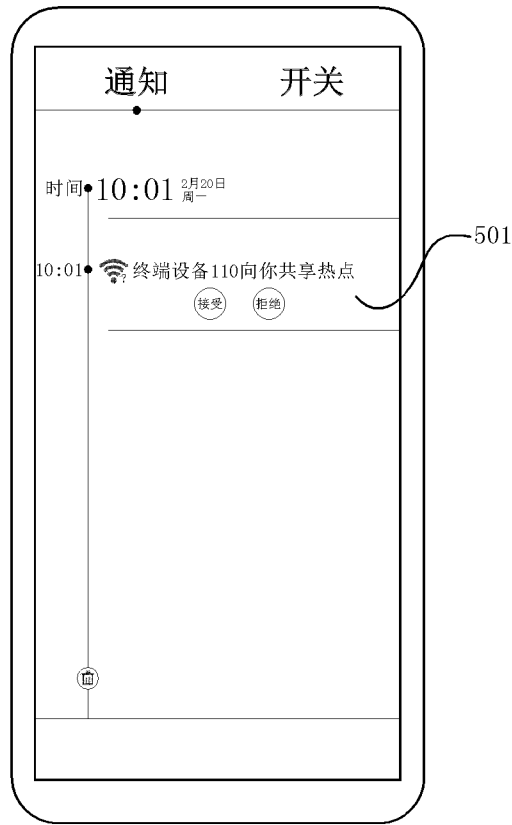 通知 开关
时间 10:01 2月20日
周一
501
10:01 ? 终端设备110向你共享热点
接受 拒绝